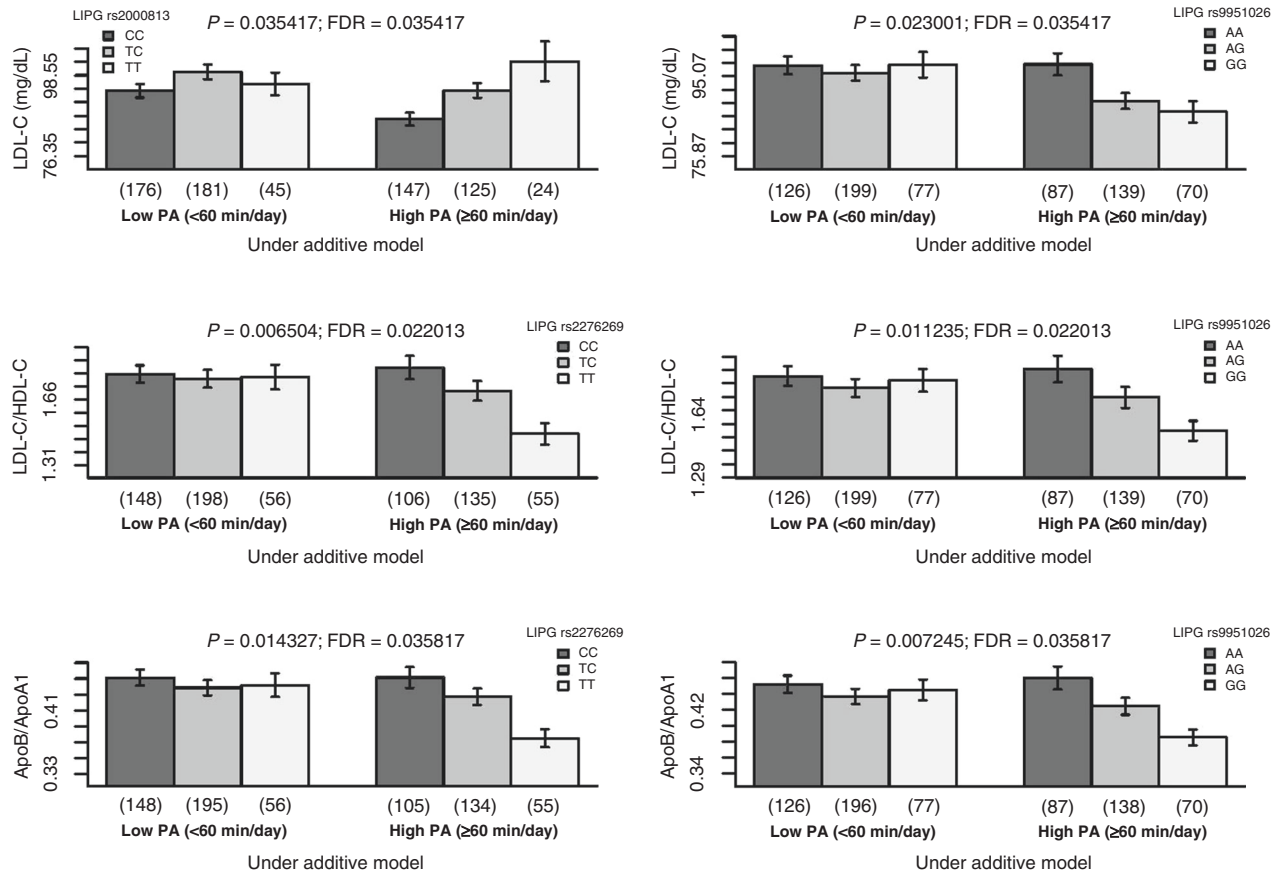 LIPG rs2000813
CC
TC
TT
P = 0.035417; FDR = 0.035417
LDL-C (mg/dL)
98.55
76.35
(176) (181) (45) (147) (125) (24)
Low PA (<60 min/day) High PA (≥60 min/day)
Under additive model
P = 0.023001; FDR = 0.035417
LIPG rs9951026
AA
AG
GG
LDL-C (mg/dL)
95.07
75.87
(126) (199) (77) (87) (139) (70)
Low PA (<60 min/day) High PA (≥60 min/day)
Under additive model
P = 0.006504; FDR = 0.022013
LIPG rs2276269
CC
TC
TT
LDL-C/HDL-C
1.66
1.31
(148) (198) (56) (106) (135) (55)
Low PA (<60 min/day) High PA (≥60 min/day)
Under additive model
P = 0.011235; FDR = 0.022013
LIPG rs9951026
AA
AG
GG
LDL-C/HDL-C
1.64
1.29
(126) (199) (77) (87) (139) (70)
Low PA (<60 min/day) High PA (≥60 min/day)
Under additive model
P = 0.014327; FDR = 0.035817
LIPG rs2276269
CC
TC
TT
ApoB/ApoA1
0.41
0.33
(148) (195) (56) (105) (134) (55)
Low PA (<60 min/day) High PA (≥60 min/day)
Under additive model
P = 0.007245; FDR = 0.035817
LIPG rs9951026
AA
AG
GG
ApoB/ApoA1
0.42
0.34
(126) (196) (77) (87) (138) (70)
Low PA (<60 min/day) High PA (≥60 min/day)
Under additive model